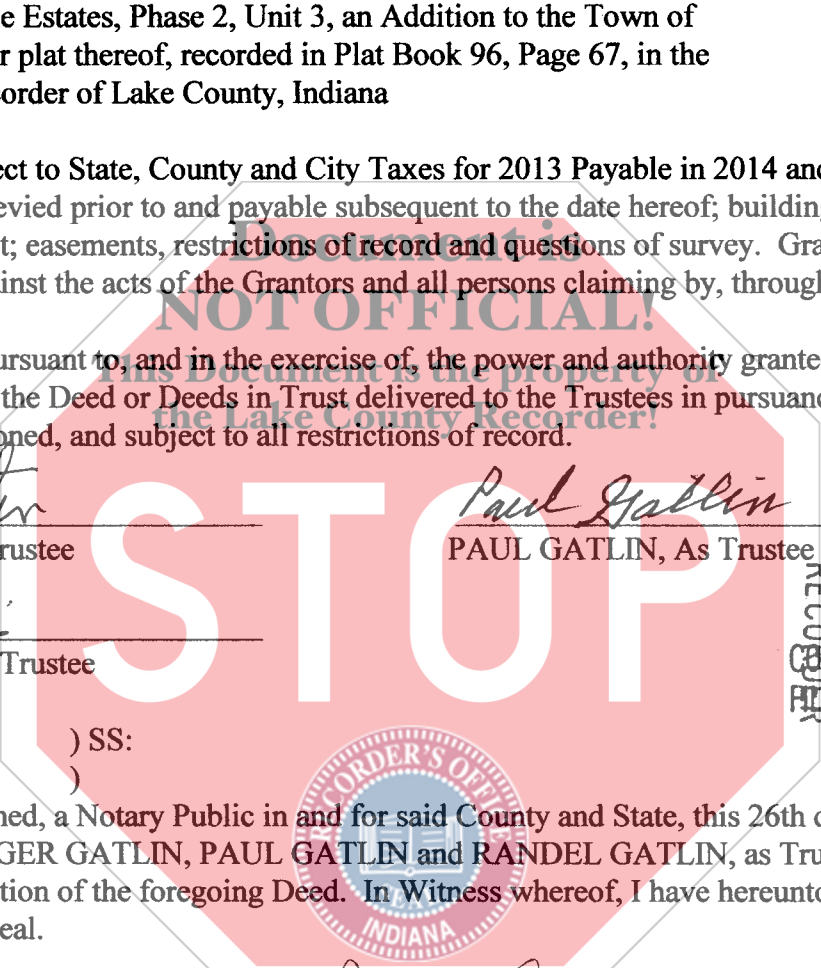 e Estates, Phase 2, Unit 3, an Addition to the Town of
r plat thereof, recorded in Plat Book 96, Page 67, in the
order of Lake County, Indiana
ect to State, County and City Taxes for 2013 Payable in 2014 and
evied prior to and payable subsequent to the date hereof; building
Document is
t; easements, restrictions of record and questions of survey. Gra
inst the acts of the Grantors and all persons claiming by, through
NOT OFFICIAL!
ursuant to, and in the exercise of, the power and authority grante
This Document is the property of
the Deed or Deeds in Trust delivered to the Trustees in pursuanc
the Lake County Recorder!
oned, and subject to all restrictions of record.
STOP
Paul Gatlin
rustee
PAUL GATLIN, As Trustee
Trustee
) SS:
)
RECORDER'S OFFICE
ned, a Notary Public in and for said County and State, this 26th d
GER GATLIN, PAUL GATLIN and RANDEL GATLIN, as Tru
tion of the foregoing Deed. In Witness whereof, I have hereunto
eal.
INDIANA